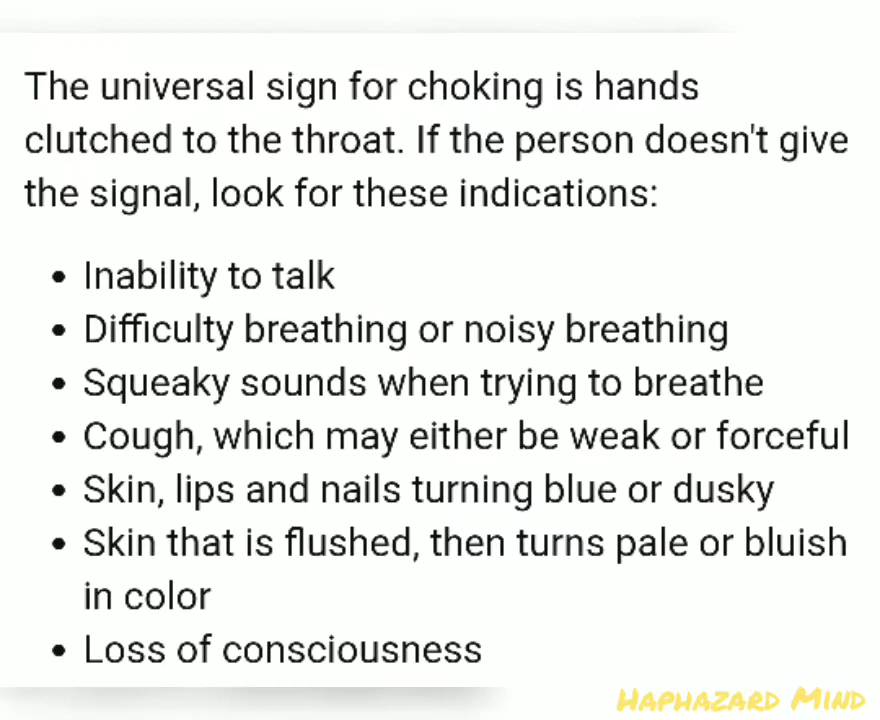 The universal sign for choking is hands
clutched to the throat. If the person doesn't give
the signal, look for these indications:
• Inability to talk
• Difficulty breathing or noisy breathing
• Squeaky sounds when trying to breathe
• Cough, which may either be weak or forceful
• Skin, lips and nails turning blue or dusky
• Skin that is flushed, then turns pale or bluish
in color
• Loss of consciousness
HAPHAZARD MIND